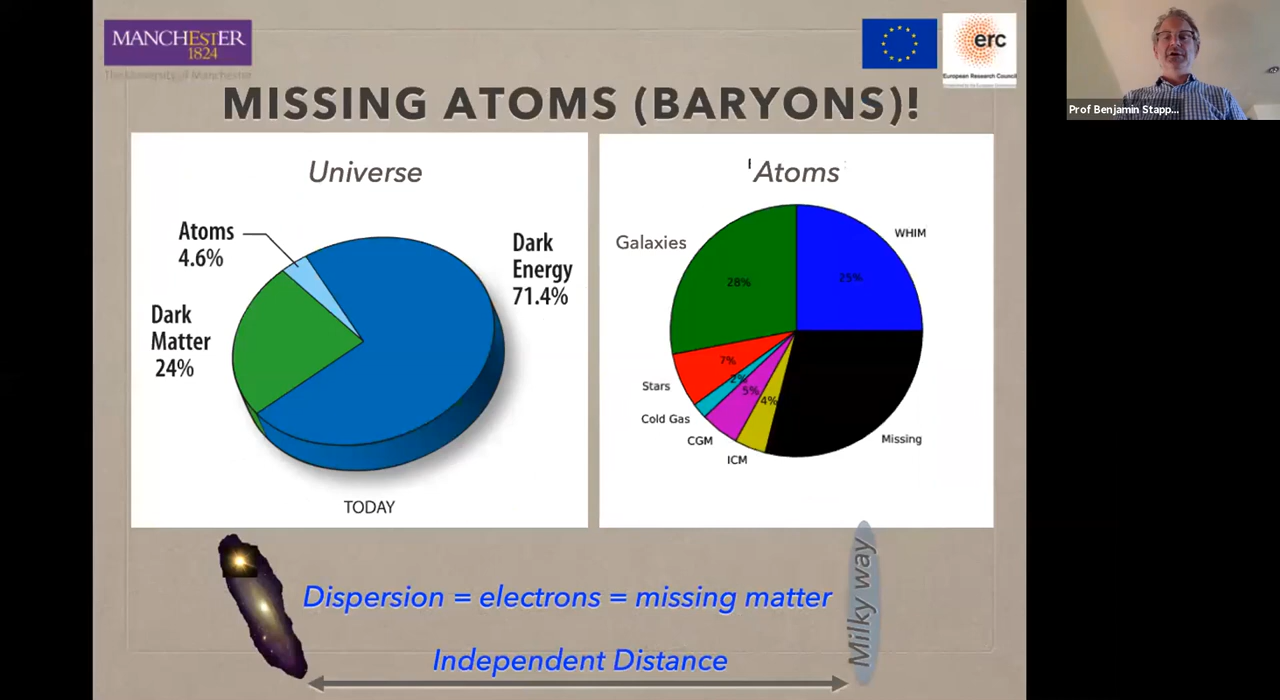 MANCHESTER
1824
The University of Manchester
erc
European Research Council
Prof Benjamin Stapp...
MISSING ATOMS (BARYONS)!
Universe
Atoms
4.6%
Dark
Energy
71.4%
Dark
Matter
24%
TODAY
'Atoms
Galaxies
WHIM
28%
25%
7%
2%
5%
4%
Stars
Cold Gas
CGM
ICM
Missing
Dispersion = electrons = missing matter
Independent Distance
Milky way